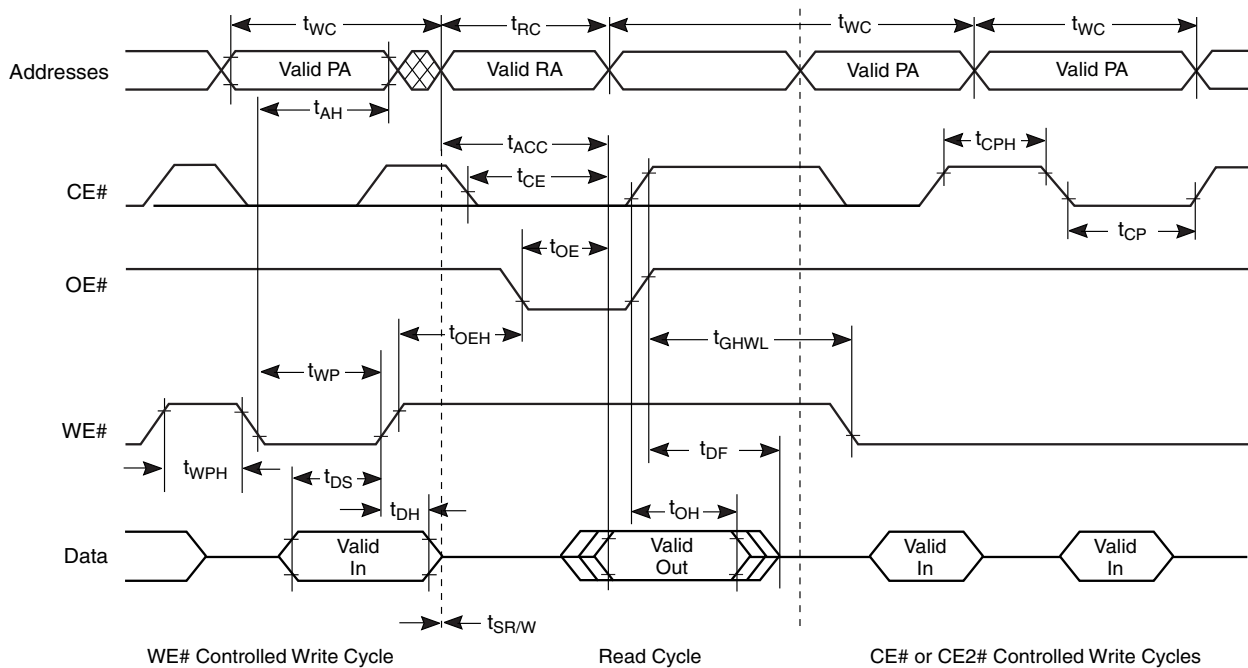 tWC tRC tWC tWC
Addresses Valid PA Valid RA Valid PA Valid PA
tAH
tACC tCPH
CE# tCE
tOE tCP
OE#
tOEH tGHWL
tWP
WE#
tWPH tDS tDF
tDH tOH
Data Valid In Valid Out Valid In Valid In
tSR/W
WE# Controlled Write Cycle Read Cycle CE# or CE2# Controlled Write Cycles